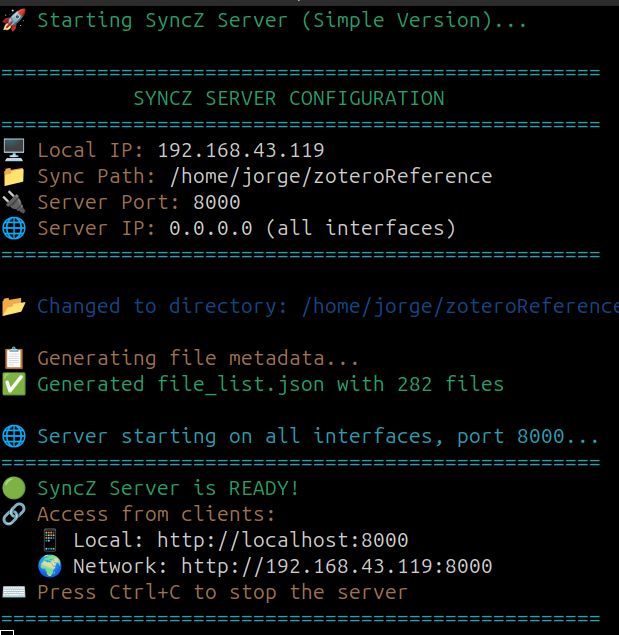 🚀 Starting SyncZ Server (Simple Version)...
==================================================
SYNCZ SERVER CONFIGURATION
==================================================
🖥️ Local IP: 192.168.43.119
📁 Sync Path: /home/jorge/zoteroReference
🔌 Server Port: 8000
🌐 Server IP: 0.0.0.0 (all interfaces)
==================================================
📂 Changed to directory: /home/jorge/zoteroReference
📋 Generating file metadata...
✅ Generated file_list.json with 282 files
🌐 Server starting on all interfaces, port 8000...
==================================================
🟢 SyncZ Server is READY!
🔗 Access from clients:
📱 Local: http://localhost:8000
🌍 Network: http://192.168.43.119:8000
⌨️ Press Ctrl+C to stop the server
==================================================